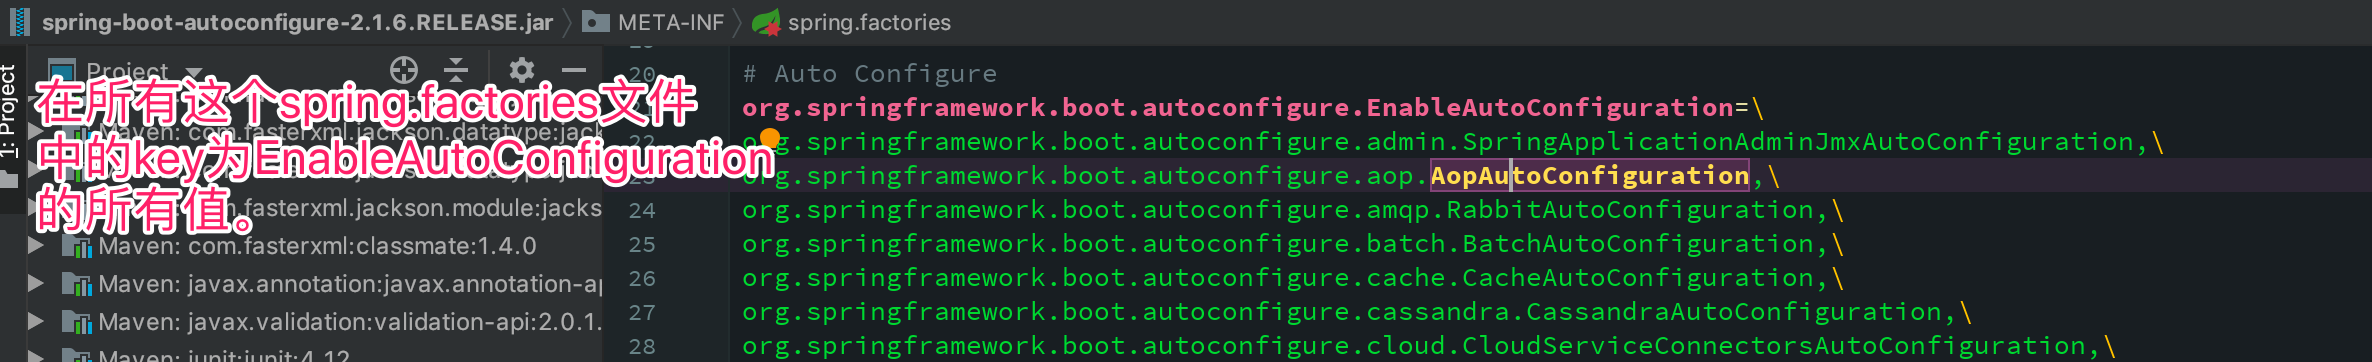 spring-boot-autoconfigure-2.1.6.RELEASE.jar META-INF spring.factories
1: Project
Project
在所有这个spring.factories文件
中的key为EnableAutoConfiguration
的所有值。
Maven: com.fasterxml.jackson.datatype:jack
fasterxml.jackson.module:jacks
Maven: com.fasterxml:classmate:1.4.0
Maven: javax.annotation:javax.annotation-ap
Maven: javax.validation:validation-api:2.0.1.
Maven: junit:junit:4.12
20 # Auto Configure
org.springframework.boot.autoconfigure.EnableAutoConfiguration=\
22 org.springframework.boot.autoconfigure.admin.SpringApplicationAdminJmxAutoConfiguration,\
23 org.springframework.boot.autoconfigure.aop.AopAutoConfiguration,\
24 org.springframework.boot.autoconfigure.amqp.RabbitAutoConfiguration,\
25 org.springframework.boot.autoconfigure.batch.BatchAutoConfiguration,\
26 org.springframework.boot.autoconfigure.cache.CacheAutoConfiguration,\
27 org.springframework.boot.autoconfigure.cassandra.CassandraAutoConfiguration,\
28 org.springframework.boot.autoconfigure.cloud.CloudServiceConnectorsAutoConfiguration,\